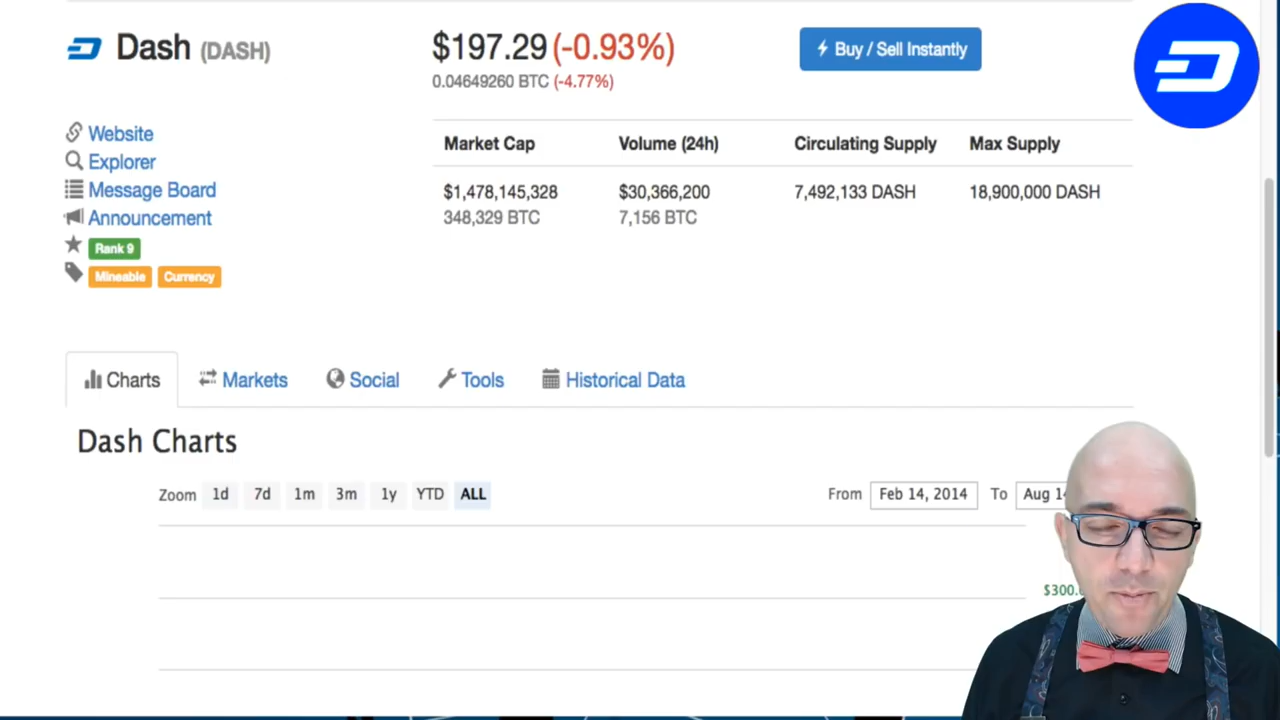 Dash (DASH)
$197.29 (-0.93%)
0.04649260 BTC (-4.77%)
Buy / Sell Instantly
Website
Explorer
Message Board
Announcement
Rank 9
Mineable Currency
Market Cap Volume (24h) Circulating Supply Max Supply
$1,478,145,328 $30,366,200 7,492,133 DASH 18,900,000 DASH
348,329 BTC 7,156 BTC
Charts Markets Social Tools Historical Data
Dash Charts
Zoom 1d 7d 1m 3m 1y YTD ALL From Feb 14, 2014 To Aug